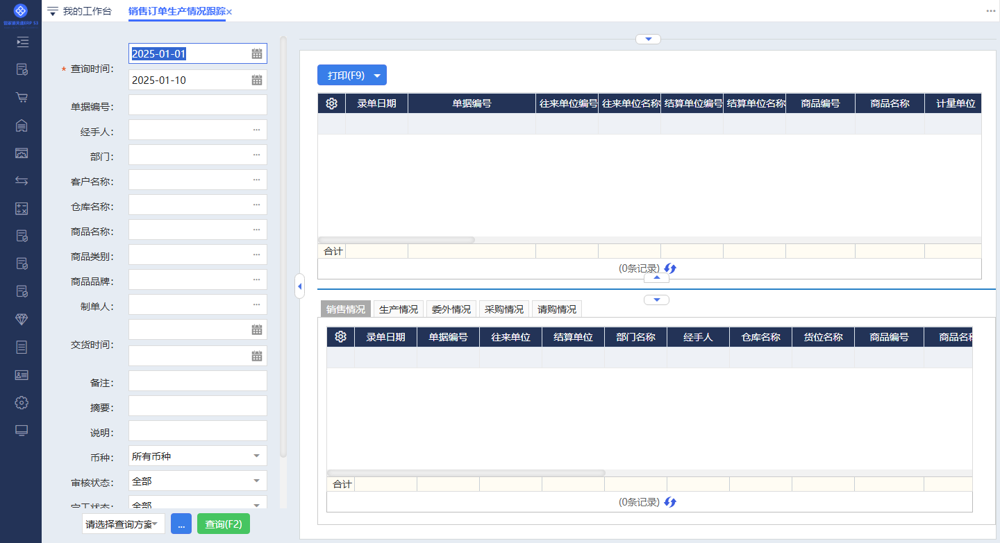 我的工作台
销售订单生产情况跟踪
* 查询时间:
2025-01-01
2025-01-10
单据编号:
经手人:
部门:
客户名称:
仓库名称:
商品名称:
商品类别:
商品品牌:
制单人:
交货时间:
备注:
摘要:
说明:
币种:
所有币种
审核状态:
全部
完工状态:
全部
请选择查询方案
...
查询(F2)
打印(F9)
录单日期 单据编号 往来单位编号 往来单位名称 结算单位编号 结算单位名称 商品编号 商品名称 计量单位
合计
(0条记录)
销售情况 生产情况 委外情况 采购情况 请购情况
录单日期 单据编号 往来单位 结算单位 部门名称 经手人 仓库名称 货位名称 商品编号 商品名称
合计
(0条记录)